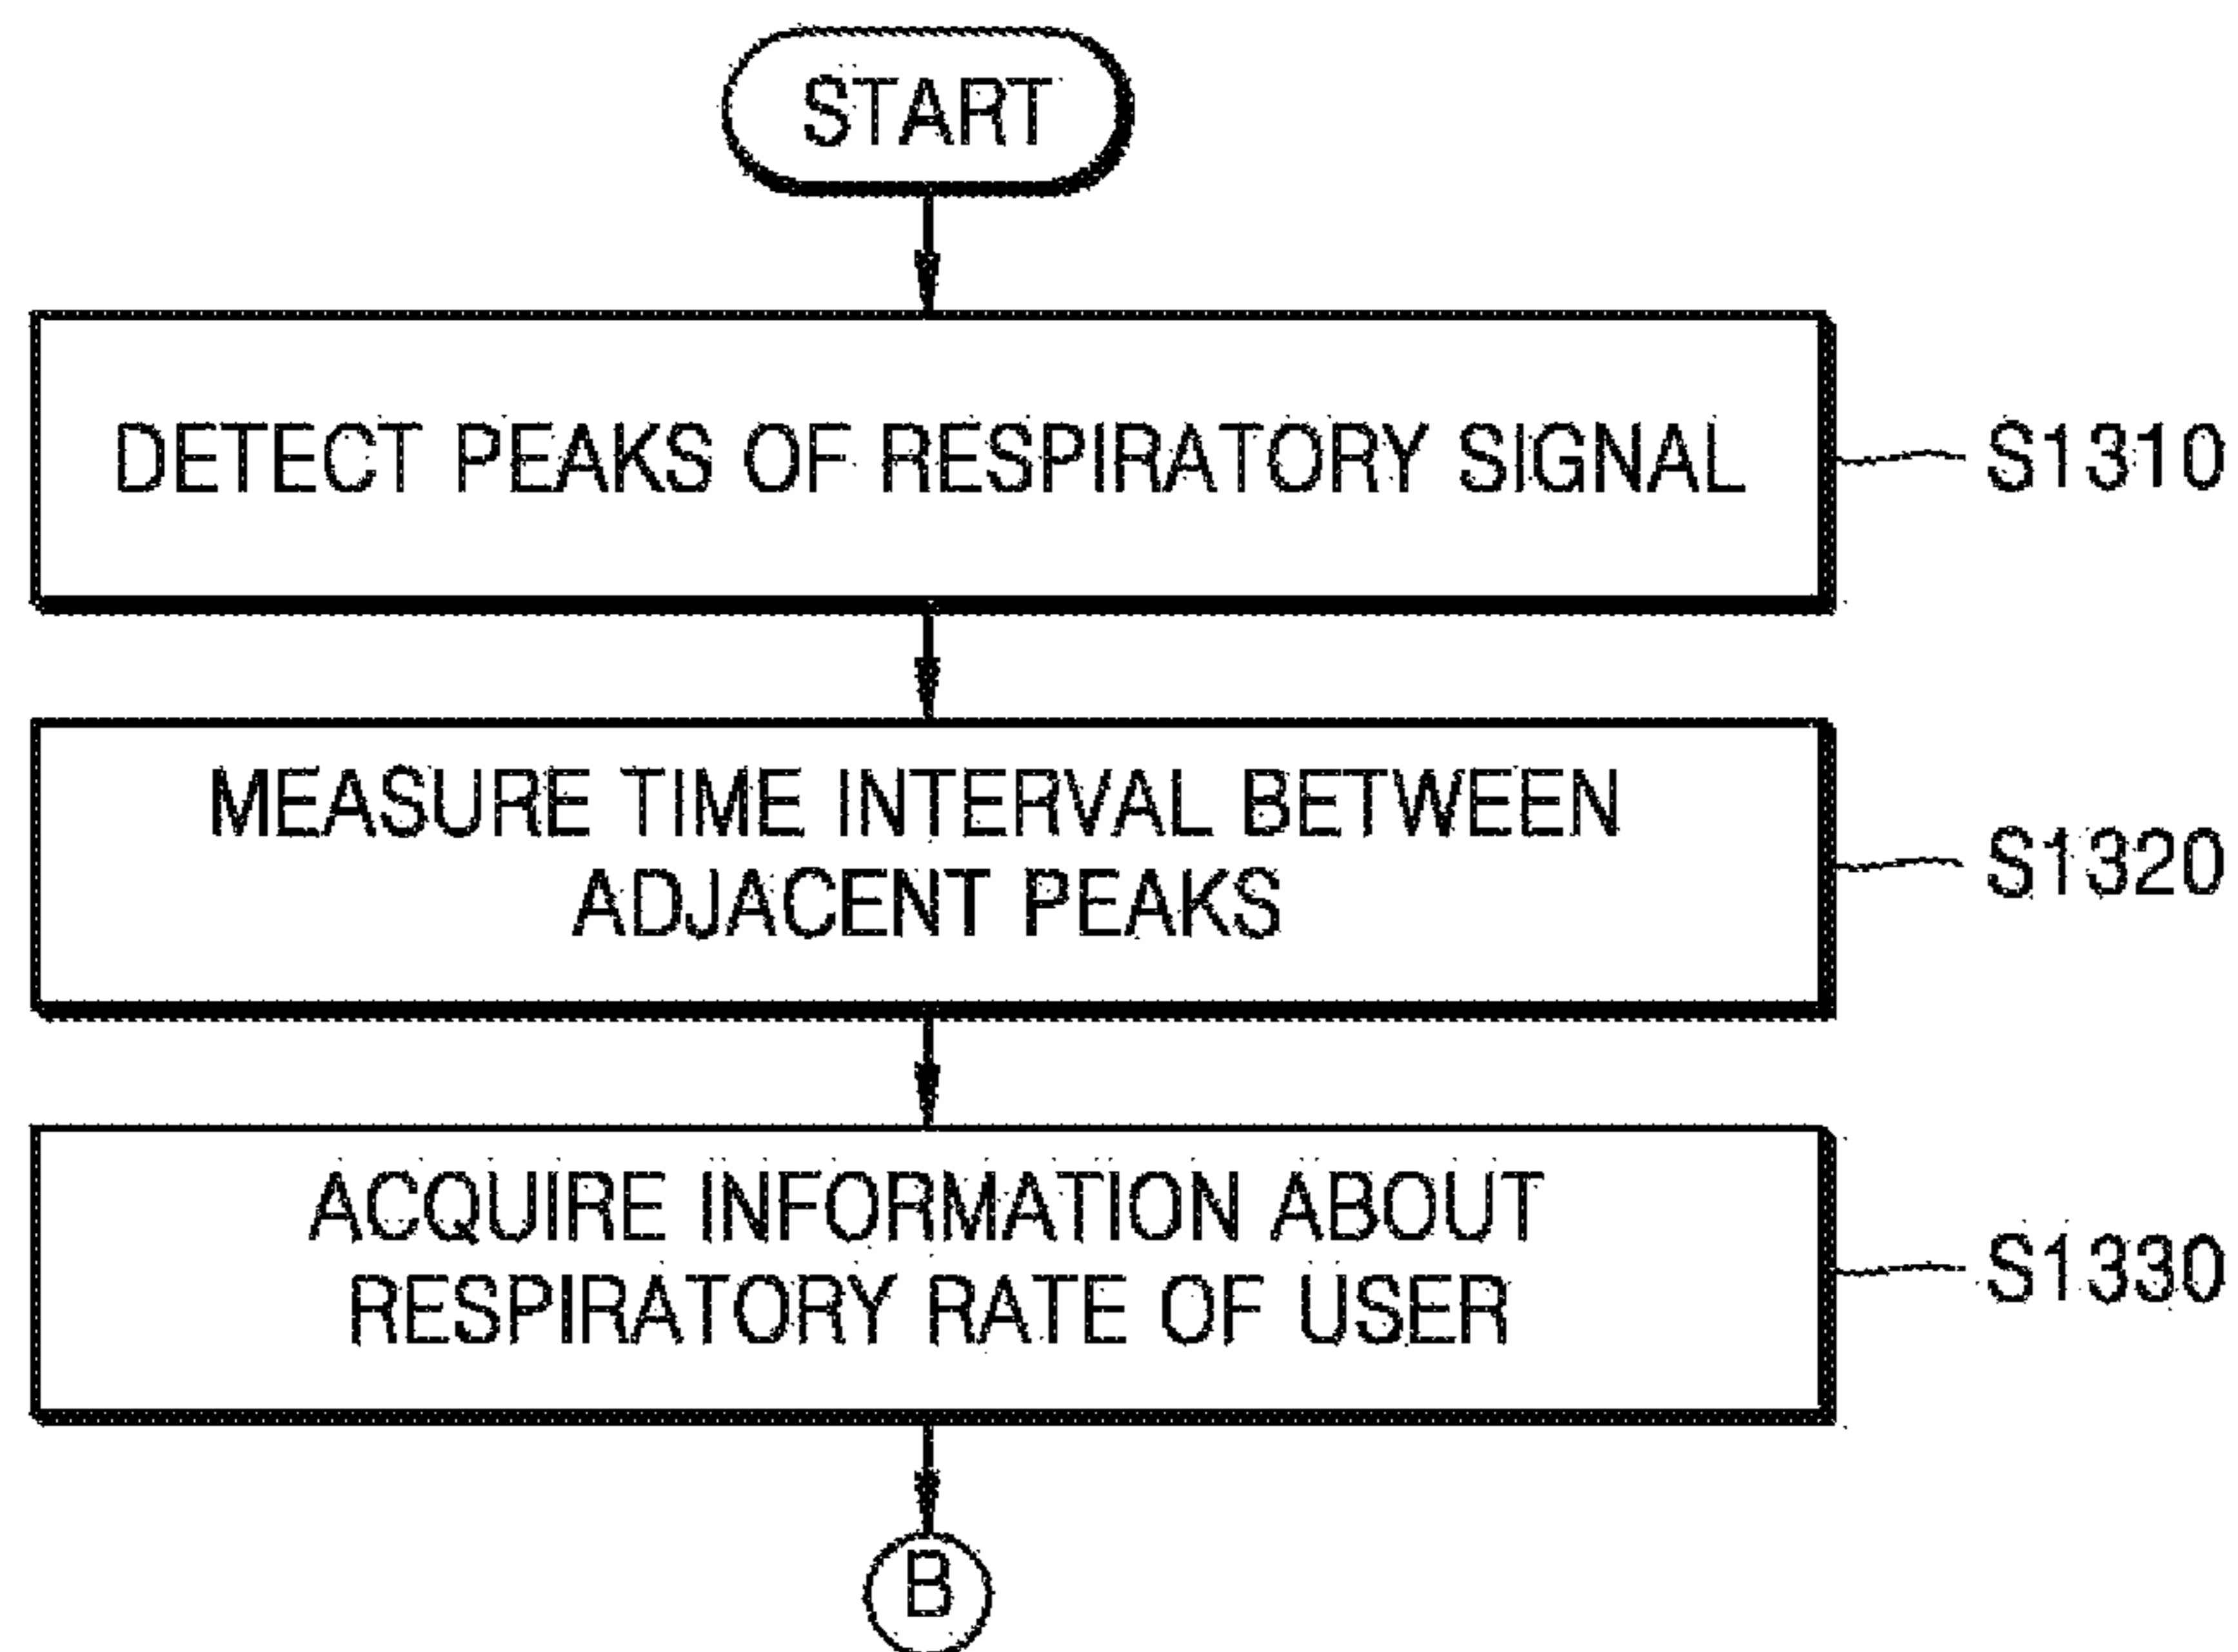 START
DETECT PEAKS OF RESPIRATORY SIGNAL
S1310
MEASURE TIME INTERVAL BETWEEN
ADJACENT PEAKS
S1320
ACQUIRE INFORMATION ABOUT
RESPIRATORY RATE OF USER
S1330
B